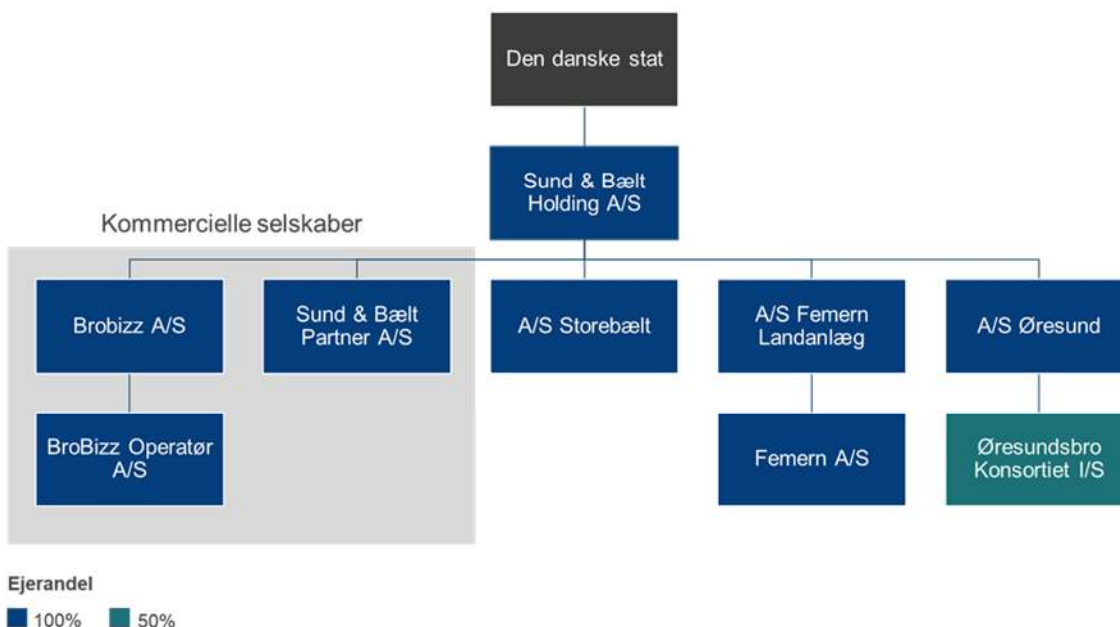 Den danske stat
Sund & Bælt
Holding A/S
Kommercielle selskaber
Brobizz A/S
Sund & Bælt
Partner A/S
A/S Storebælt
A/S Femern
Landanlæg
A/S Øresund
BroBizz Operatør
A/S
Femern A/S
Øresundsbro
Konsortiet I/S
Ejerandel
100%
50%